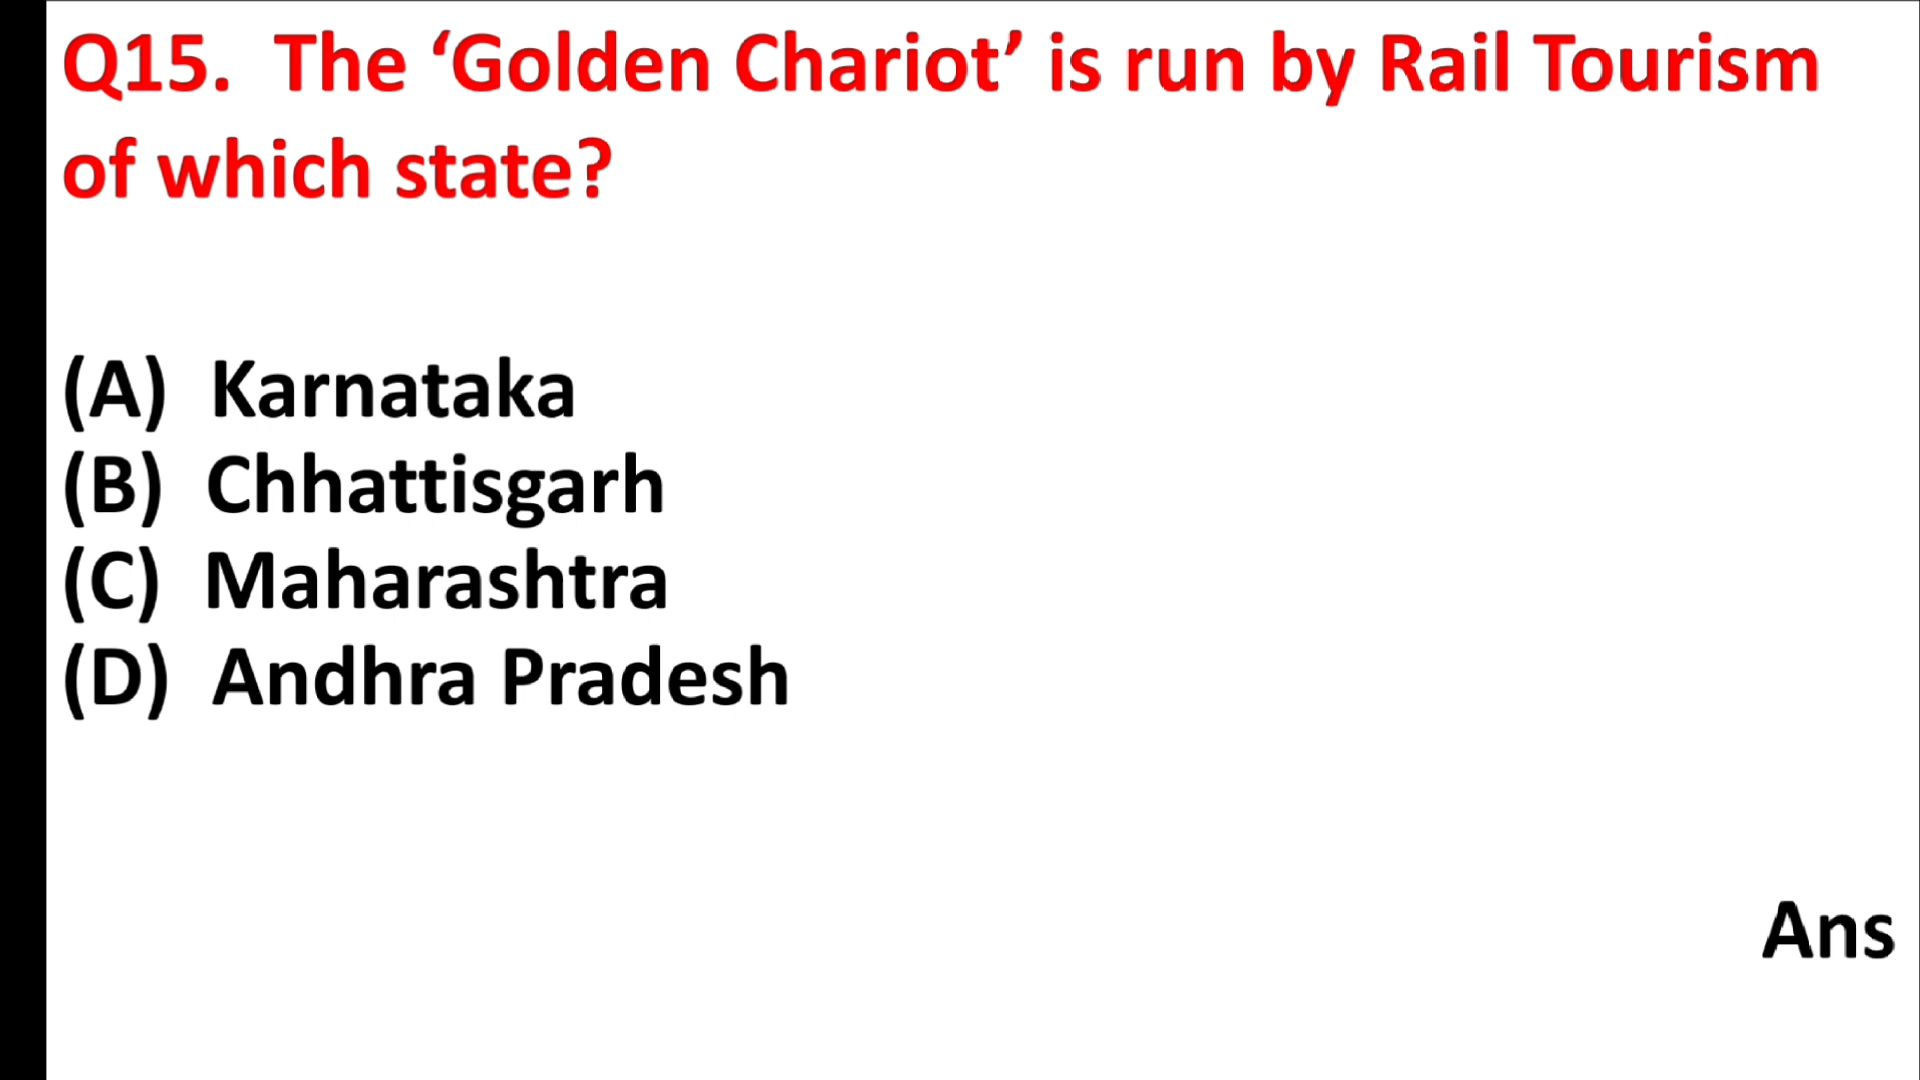 Q15.  The ‘Golden Chariot’ is run by Rail Tourism
of which state?
(A)  Karnataka
(B)  Chhattisgarh
(C)  Maharashtra
(D)  Andhra Pradesh
Ans